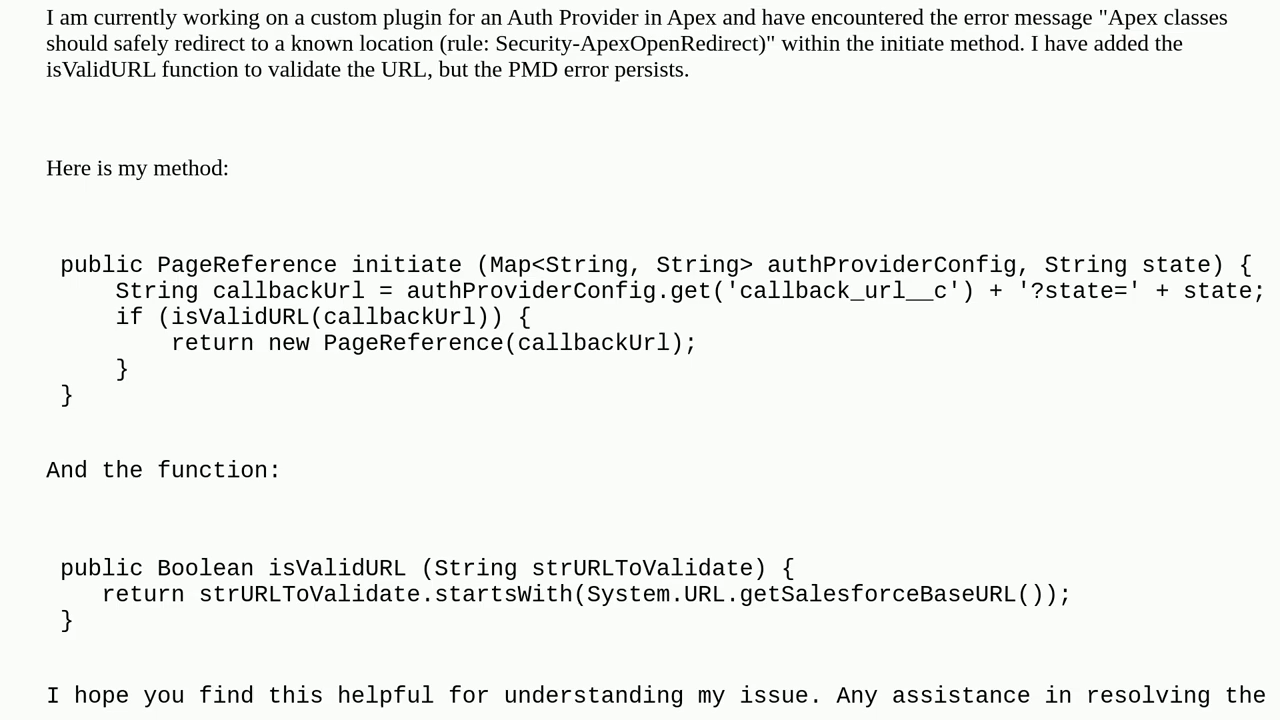 I am currently working on a custom plugin for an Auth Provider in Apex and have encountered the error message "Apex classes
should safely redirect to a known location (rule: Security-ApexOpenRedirect)" within the initiate method. I have added the
isValidURL function to validate the URL, but the PMD error persists.
Here is my method:
public PageReference initiate (Map<String, String> authProviderConfig, String state) {
String callbackUrl = authProviderConfig.get('callback_url__c') + '?state=' + state;
if (isValidURL(callbackUrl)) {
return new PageReference(callbackUrl);
}
}
And the function:
public Boolean isValidURL (String strURLToValidate) {
return strURLToValidate.startsWith(System.URL.getSalesforceBaseURL());
}
I hope you find this helpful for understanding my issue. Any assistance in resolving the